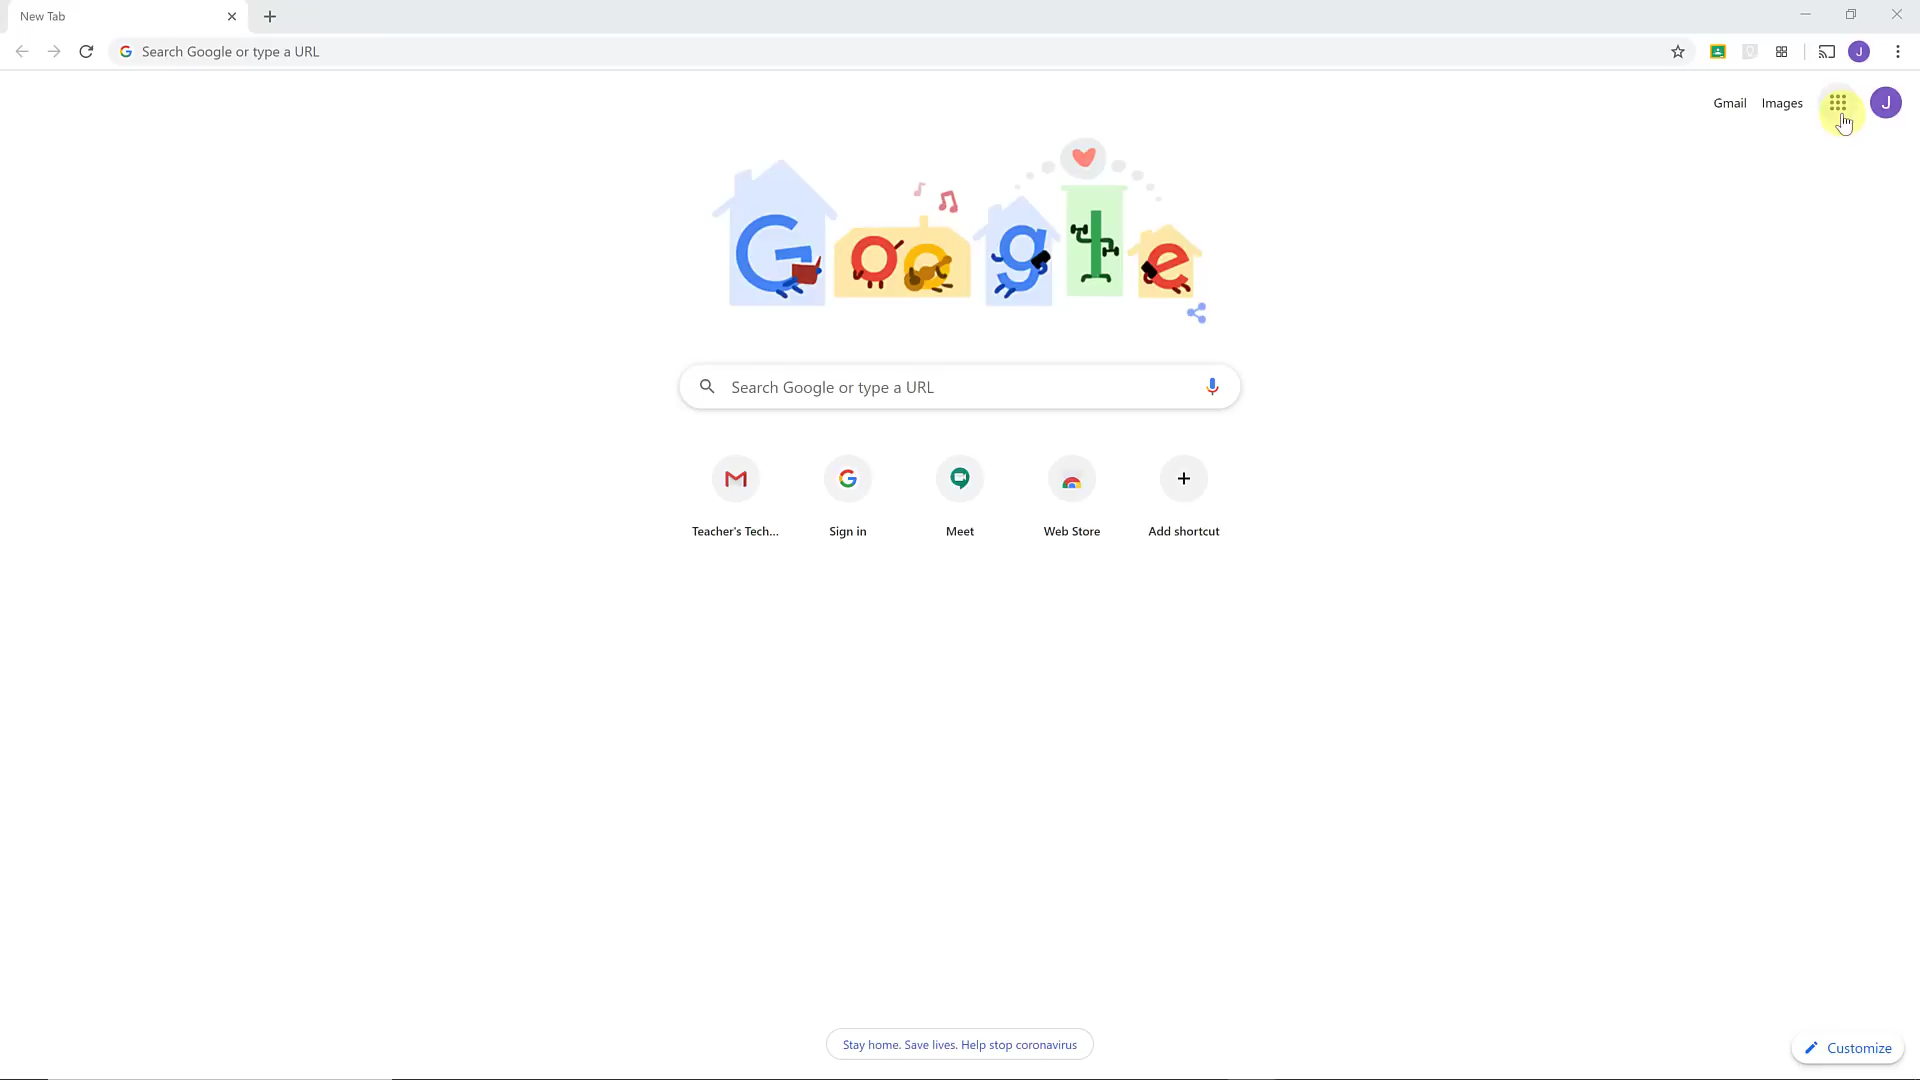 New Tab
Search Google or type a URL
J
Gmail Images J
Google
Search Google or type a URL
Teacher's Tech... Sign in Meet Web Store Add shortcut
Stay home. Save lives. Help stop coronavirus
Customize